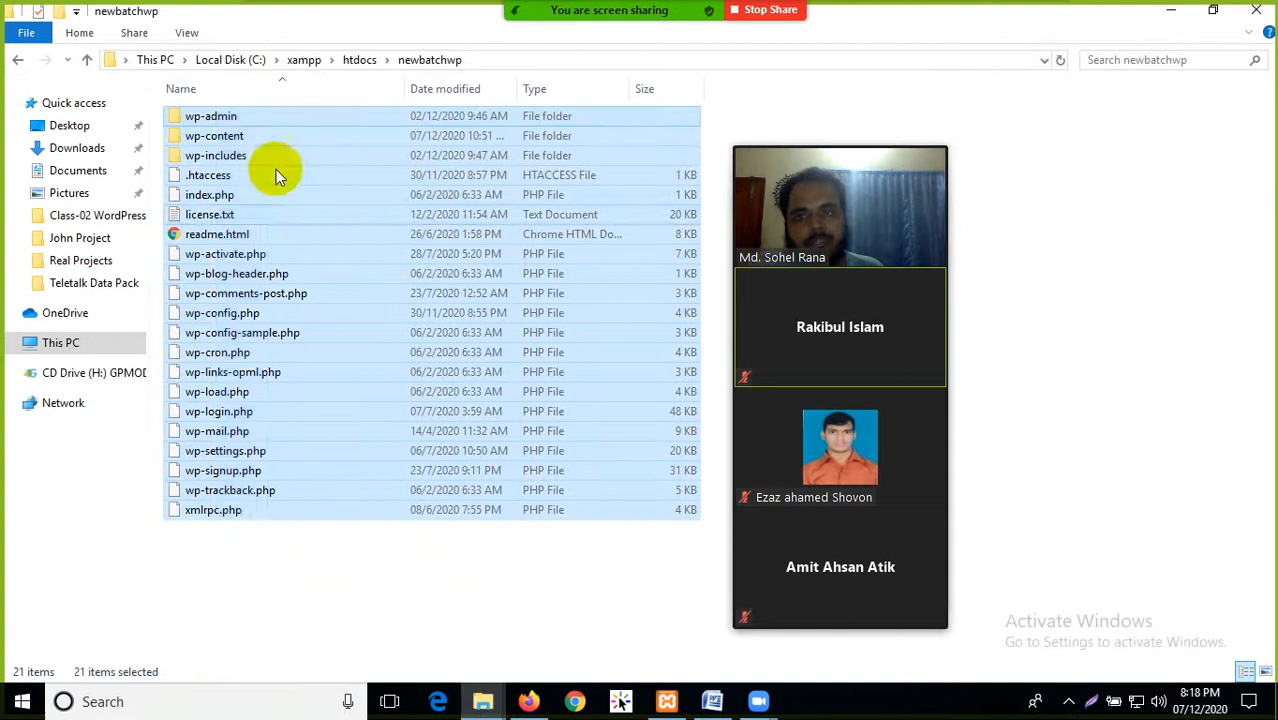 newbatchwp
You are screen sharing
Stop Share
File Home Share View
This PC Local Disk (C:) xampp htdocs newbatchwp
Search newbatchwp
Name Date modified Type Size
Quick access
Desktop
Downloads
Documents
Pictures
Class-02 WordPress
John Project
Real Projects
Teletalk Data Pack
OneDrive
This PC
CD Drive (H:) GPMOD
Network
wp-admin 02/12/2020 9:46 AM File folder
wp-content 07/12/2020 10:51 ... File folder
wp-includes 02/12/2020 9:47 AM File folder
.htaccess 30/11/2020 8:57 PM HTACCESS File 1 KB
index.php 06/2/2020 6:33 AM PHP File 1 KB
license.txt 12/2/2020 11:54 AM Text Document 20 KB
readme.html 26/6/2020 1:58 PM Chrome HTML Do... 8 KB
wp-activate.php 28/7/2020 5:20 PM PHP File 7 KB
wp-blog-header.php 06/2/2020 6:33 AM PHP File 1 KB
wp-comments-post.php 23/7/2020 12:52 AM PHP File 3 KB
wp-config.php 30/11/2020 8:55 PM PHP File 4 KB
wp-config-sample.php 06/2/2020 6:33 AM PHP File 3 KB
wp-cron.php 06/2/2020 6:33 AM PHP File 4 KB
wp-links-opml.php 06/2/2020 6:33 AM PHP File 3 KB
wp-load.php 06/2/2020 6:33 AM PHP File 4 KB
wp-login.php 07/7/2020 3:59 AM PHP File 48 KB
wp-mail.php 14/4/2020 11:32 AM PHP File 9 KB
wp-settings.php 06/7/2020 10:50 AM PHP File 20 KB
wp-signup.php 23/7/2020 9:11 PM PHP File 31 KB
wp-trackback.php 06/2/2020 6:33 AM PHP File 5 KB
xmlrpc.php 08/6/2020 7:55 PM PHP File 4 KB
Md. Sohel Rana
Rakibul Islam
Ezaz ahamed Shovon
Amit Ahsan Atik
Activate Windows
Go to Settings to activate Windows.
21 items 21 items selected
Search
8:18 PM
07/12/2020